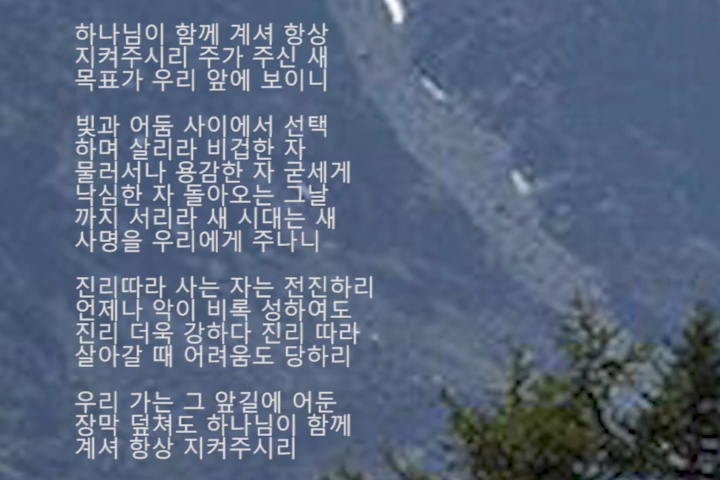 하나님이 함께 계셔 항상
지켜주시리 주가 주신 새
목표가 우리 앞에 보이니
빛과 어둠 사이에서 선택
하며 살리라 비겁한 자
물러서나 용감한 자 굳세게
낙심한 자 돌아오는 그날
까지 서리라 새 시대는 새
사명을 우리에게 주나니
진리따라 사는 자는 전진하리
언제나 악이 비록 성하여도
진리 더욱 강하다 진리 따라
살아갈 때 어려움도 당하리
우리 가는 그 앞길에 어둔
장막 덮쳐도 하나님이 함께
계셔 항상 지켜주시리